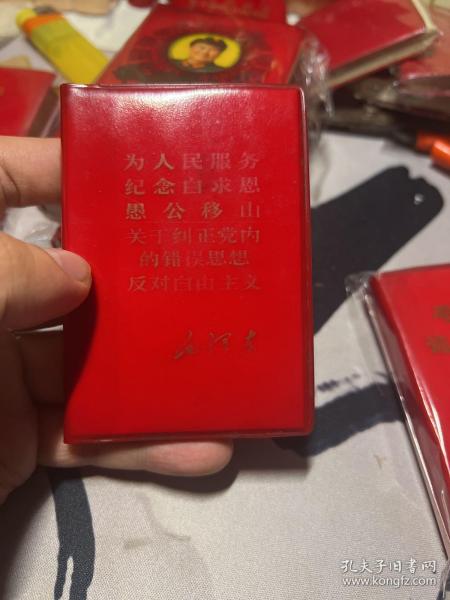 为人民服务
纪念白求恩
愚公移山
关于纠正党内
的错误思想
反对自由主义
毛泽东
孔夫子旧书网
www.kongfz.com